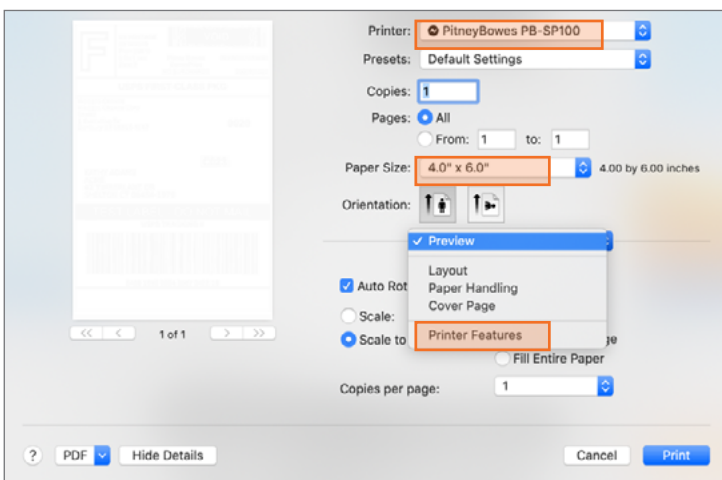 Printer: PitneyBowes PB-SP100
Presets: Default Settings
Copies: 1
Pages: All
From: 1 to: 1
Paper Size: 4.0" x 6.0" 4.00 by 6.00 inches
Orientation:
✓ Preview
Layout
Auto Rot
Paper Handling
Cover Page
Scale:
Printer Features
Scale to
ge
Fill Entire Paper
Copies per page: 1
<< < 1 of 1 > >>
? PDF Hide Details Cancel Print